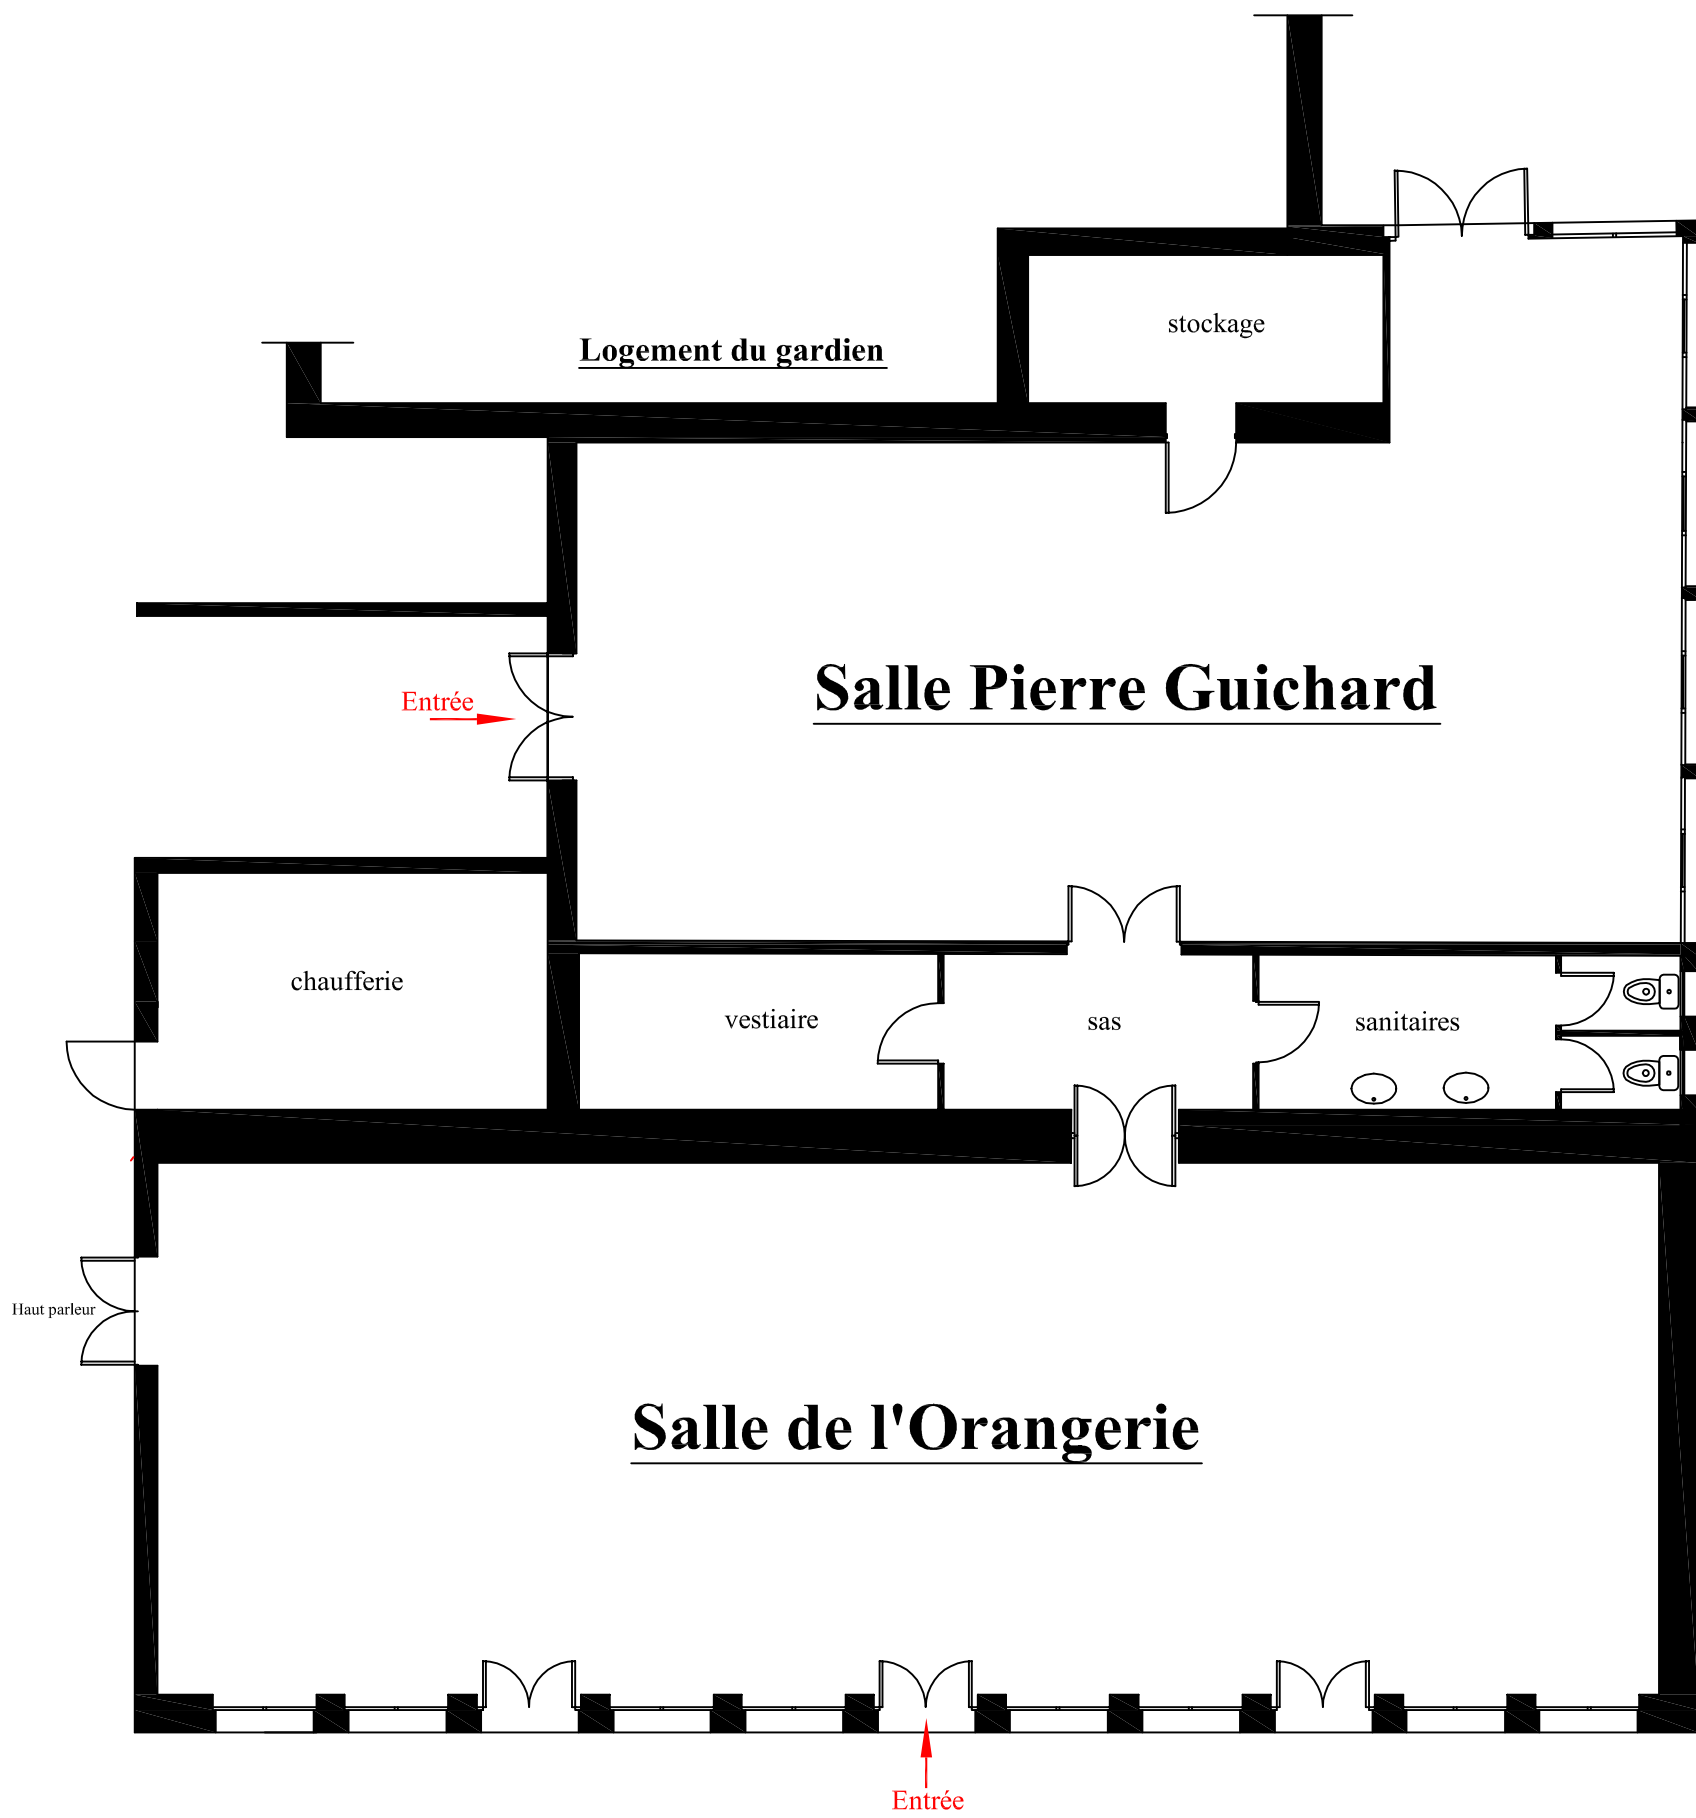 stockage
Logement du gardien
Salle Pierre Guichard
Entrée
chaufferie
vestiaire
sas
sanitaires
Haut parleur
Salle de l'Orangerie
Entrée